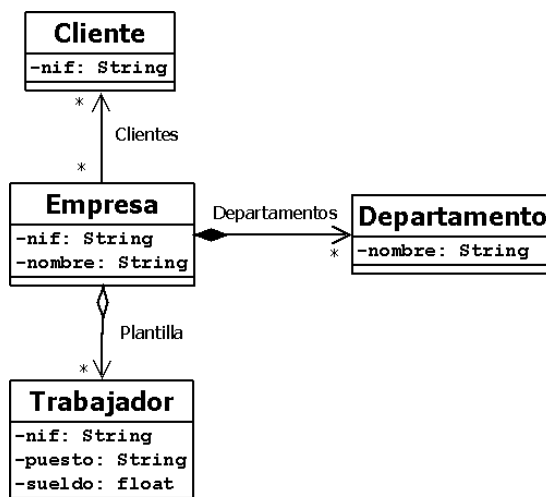 Cliente
-nif: String
*
Clientes
*
Empresa
-nif: String
-nombre: String
Departamentos
*
Departamento
-nombre: String
Plantilla
*
Trabajador
-nif: String
-puesto: String
-sueldo: float